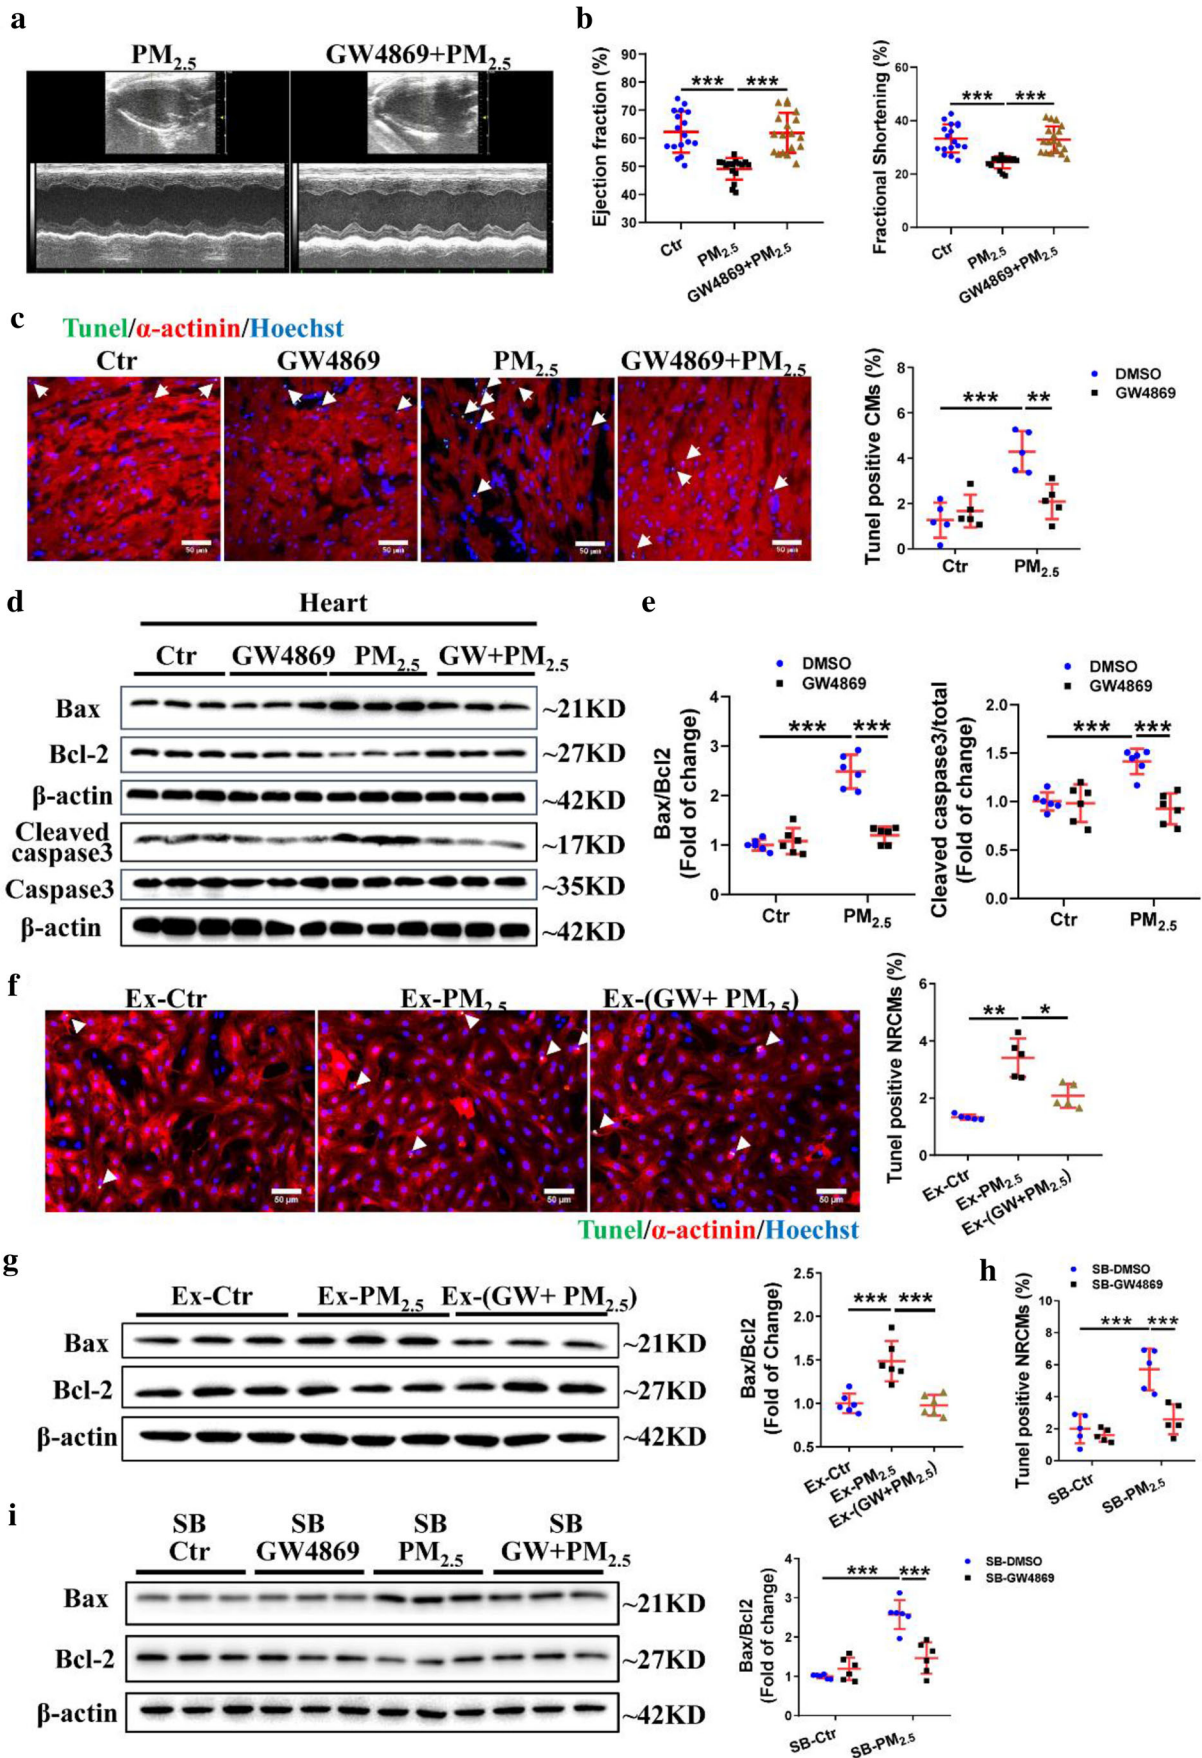 a
PM2.5 GW4869+PM2.5
b
Ejection fraction (%)
90
80
70
60
50
40
30
*** ***
Ctr PM2.5 GW4869+PM2.5
Fractional Shortening (%)
60
40
20
0
*** ***
Ctr PM2.5 GW4869+PM2.5
c
Tunel/α-actinin/Hoechst
Ctr GW4869 PM2.5 GW4869+PM2.5
50 μm 50 μm 50 μm 50 μm
Tunel positive CMs (%)
8
6
4
2
0
*** **
DMSO
GW4869
Ctr PM2.5
d
Heart
Ctr GW4869 PM2.5 GW+PM2.5
Bax ~21KD
Bcl-2 ~27KD
β-actin ~42KD
Cleaved
caspase3 ~17KD
Caspase3 ~35KD
β-actin ~42KD
e
DMSO
GW4869
Bax/Bcl2
(Fold of change)
4
3
2
1
0
*** ***
Ctr PM2.5
DMSO
GW4869
Cleaved caspase3/total
(Fold of change)
2.0
1.5
1.0
0.5
0.0
*** ***
Ctr PM2.5
f
Ex-Ctr Ex-PM2.5 Ex-(GW+ PM2.5)
50 μm 50 μm 50 μm
Tunel/α-actinin/Hoechst
Tunel positive NRCMs (%)
6
4
2
0
** *
Ex-Ctr Ex-PM2.5 Ex-(GW+PM2.5)
g
Ex-Ctr Ex-PM2.5 Ex-(GW+ PM2.5)
Bax ~21KD
Bcl-2 ~27KD
β-actin ~42KD
Bax/Bcl2
(Fold of Change)
2.5
2.0
1.5
1.0
0.5
*** ***
Ex-Ctr Ex-PM2.5 Ex-(GW+PM2.5)
h
SB-DMSO
SB-GW4869
Tunel positive NRCMs (%)
10
8
6
4
2
0
*** ***
SB-Ctr SB-PM2.5
i
SB SB SB SB
Ctr GW4869 PM2.5 GW+PM2.5
Bax ~21KD
Bcl-2 ~27KD
β-actin ~42KD
Bax/Bcl2
(Fold of change)
4
3
2
1
0
*** ***
SB-DMSO
SB-GW4869
SB-Ctr SB-PM2.5